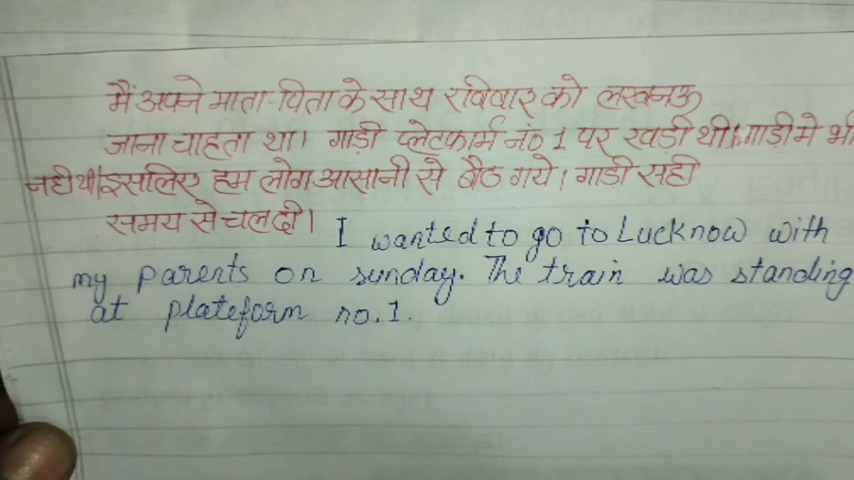 मैं अपने माता-पिता के साथ रविवार को लखनऊ
जाना चाहता था। गाड़ी प्लेटफार्म नं० 1 पर खड़ी थी। गाड़ी मे भी
नही थी इसलिए हम लोग आसानी से बैठ गये। गाड़ी सही
समय से चल दी। I wanted to go to Lucknow with
my parents on sunday. The train was standing
at plateform no.1.